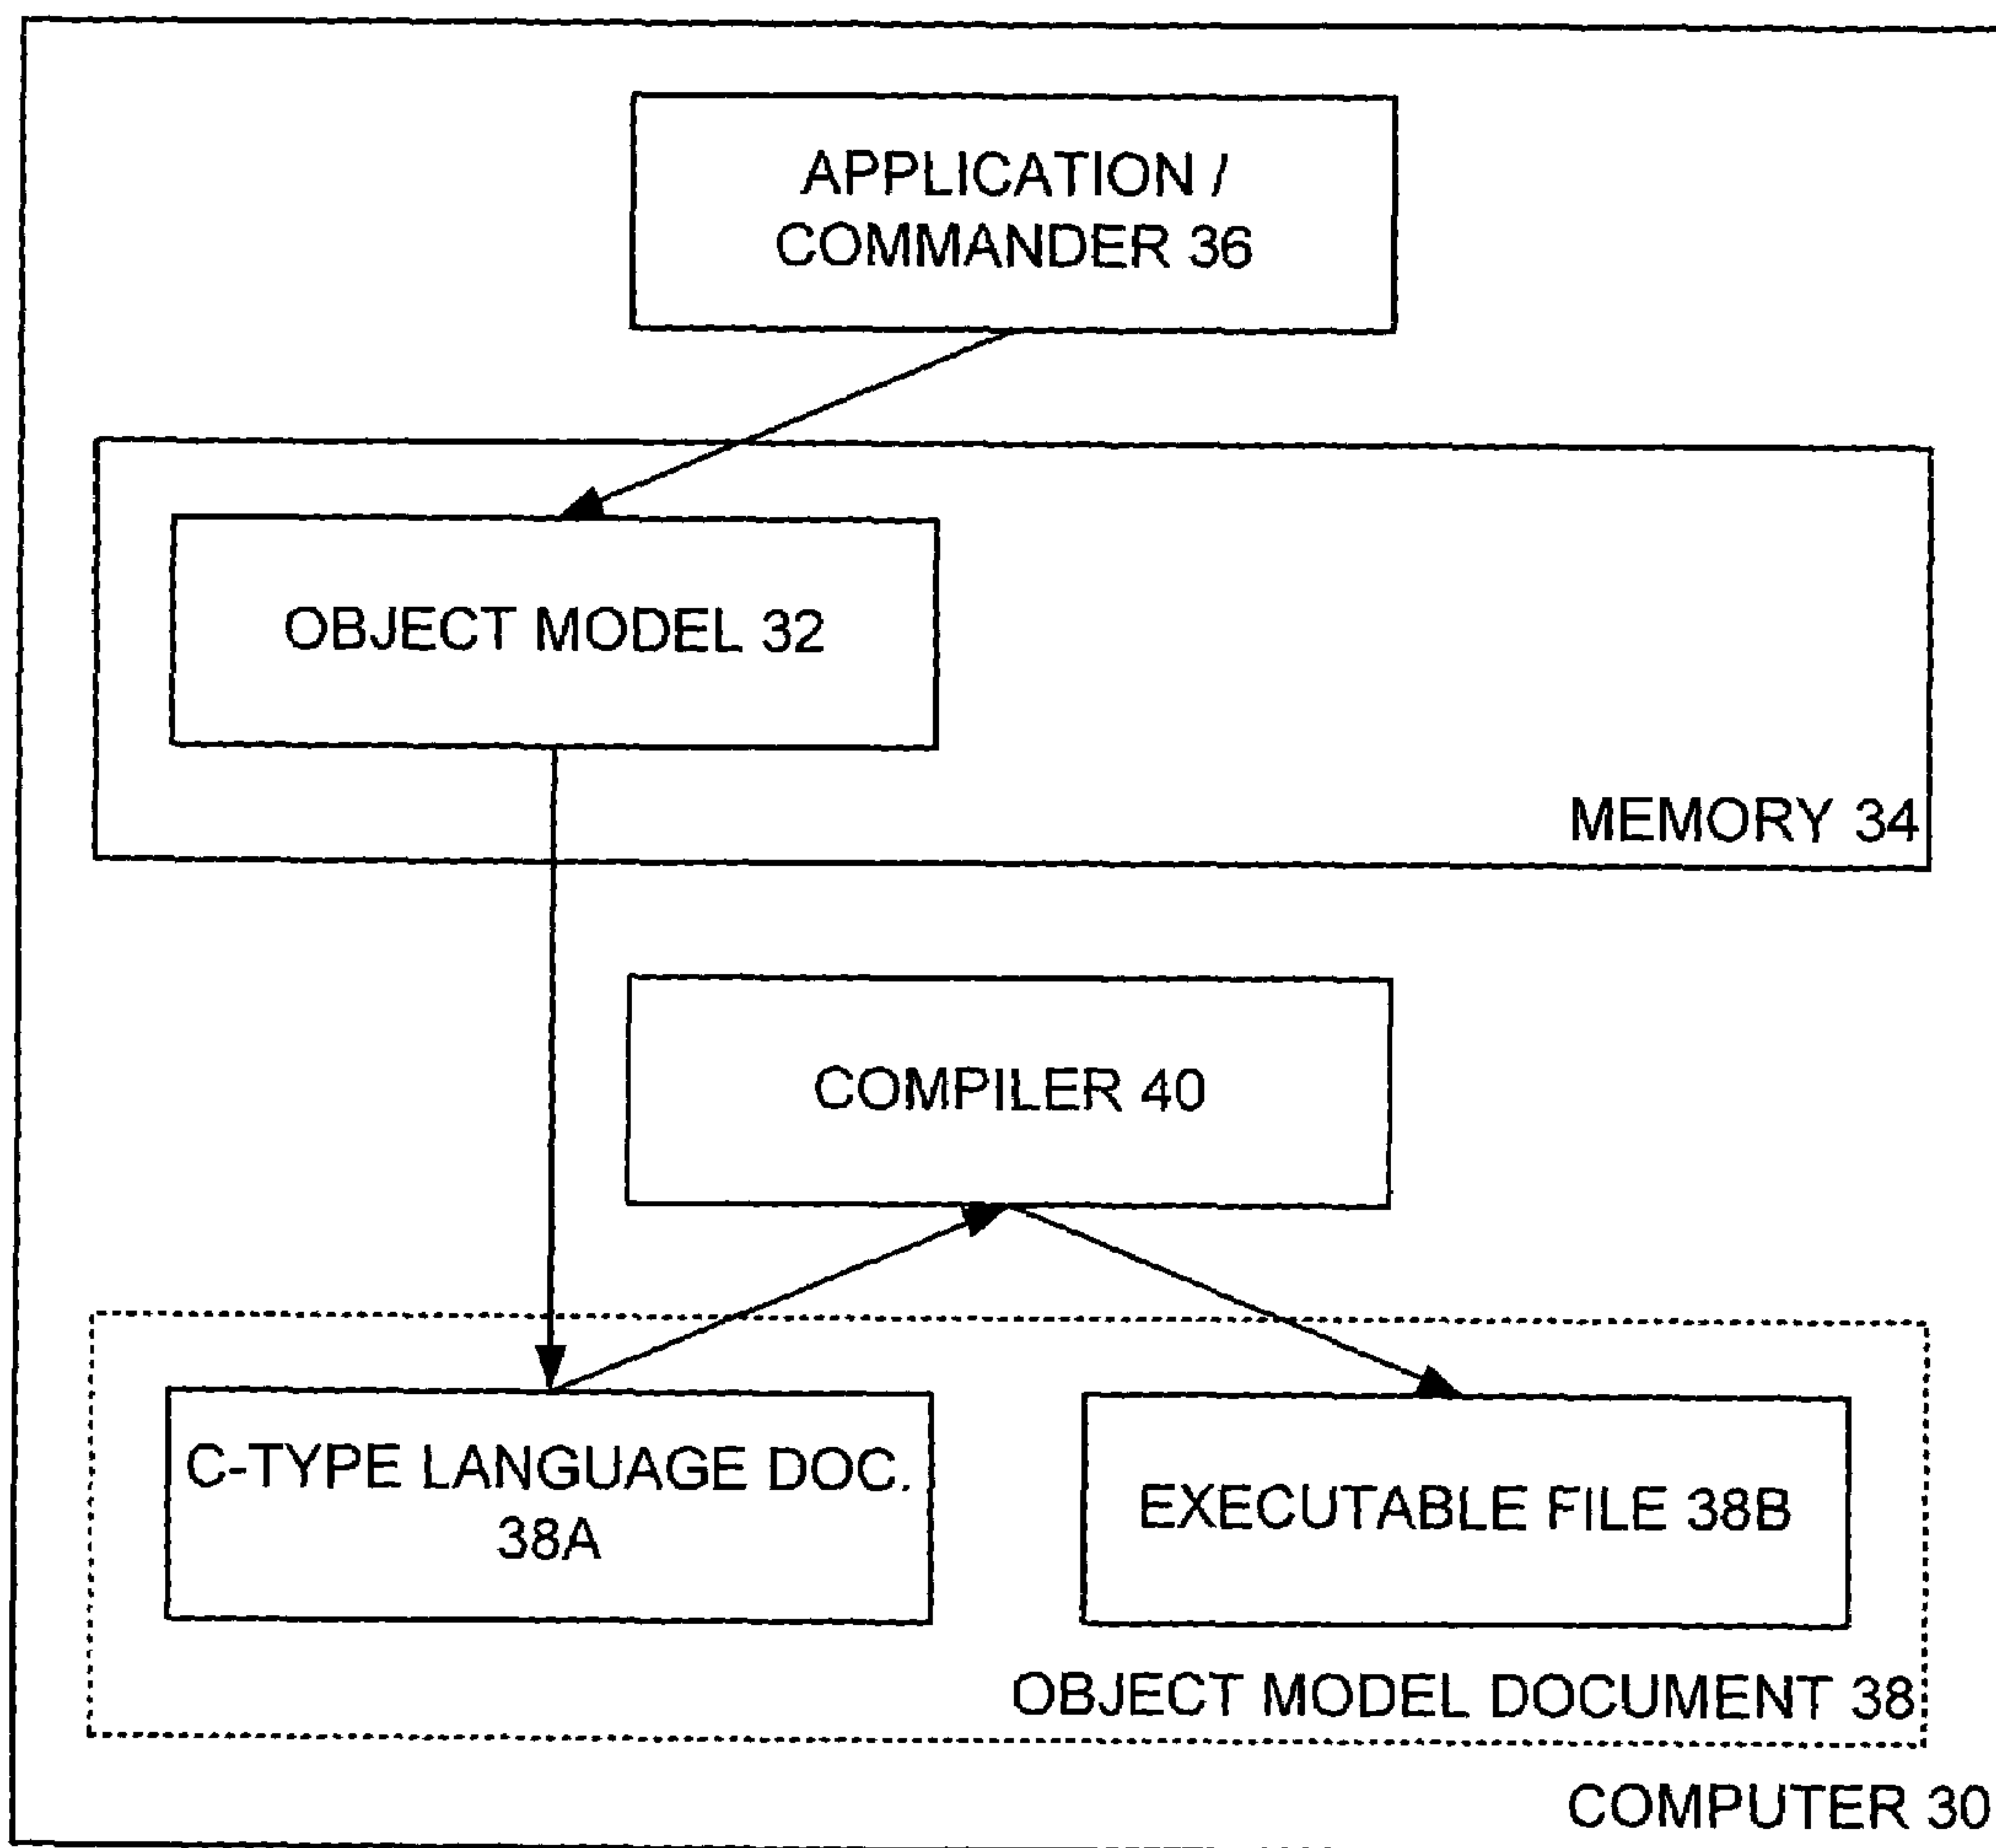 APPLICATION /
COMMANDER 36
OBJECT MODEL 32
MEMORY 34
COMPILER 40
C-TYPE LANGUAGE DOC.
38A
EXECUTABLE FILE 38B
OBJECT MODEL DOCUMENT 38
COMPUTER 30